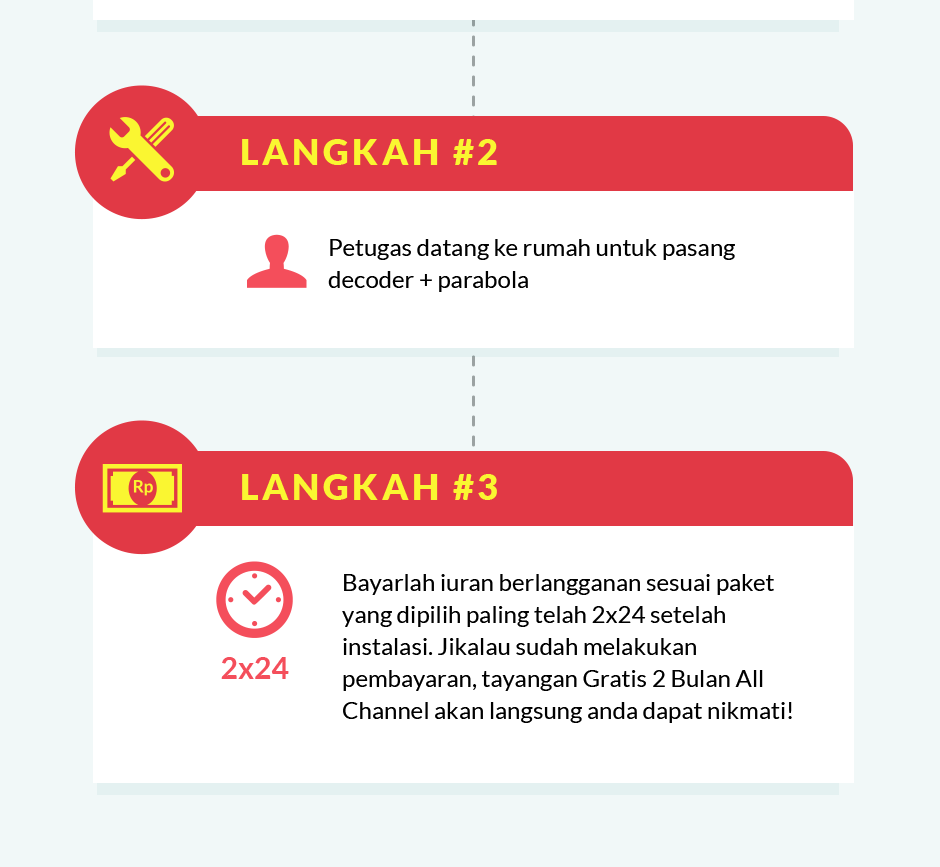 LANGKAH #2
Petugas datang ke rumah untuk pasang
decoder + parabola
Rp
LANGKAH #3
2x24
Bayarlah iuran berlangganan sesuai paket
yang dipilih paling telah 2x24 setelah
instalasi. Jikalau sudah melakukan
pembayaran, tayangan Gratis 2 Bulan All
Channel akan langsung anda dapat nikmati!